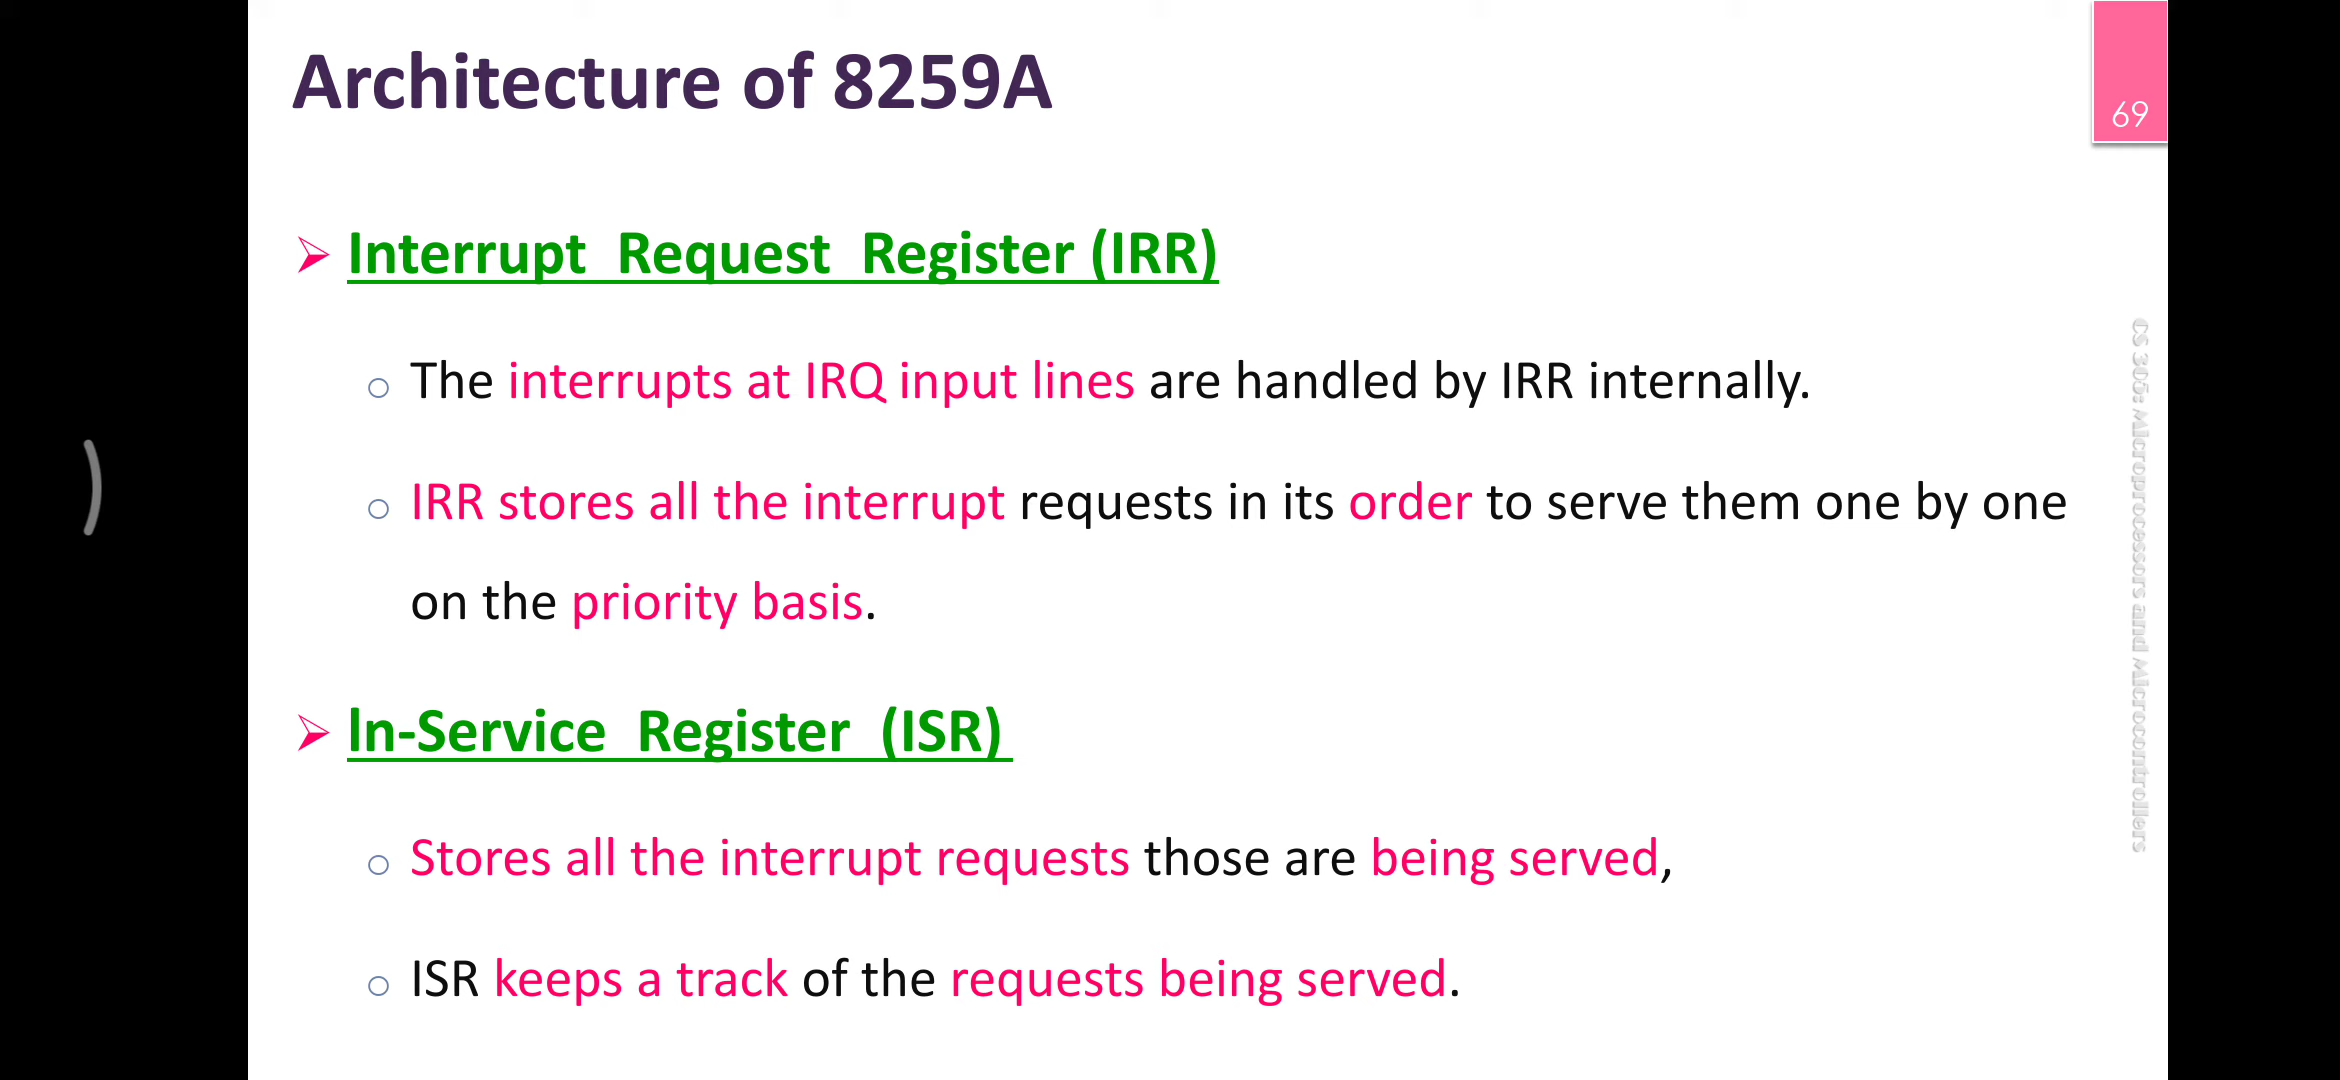 Architecture of 8259A
69
Interrupt Request Register (IRR)
The interrupts at IRQ input lines are handled by IRR internally.
IRR stores all the interrupt requests in its order to serve them one by one
on the priority basis.
In-Service Register (ISR)
Stores all the interrupt requests those are being served,
ISR keeps a track of the requests being served.
CS 305: Microprocessors and Microcontrollers